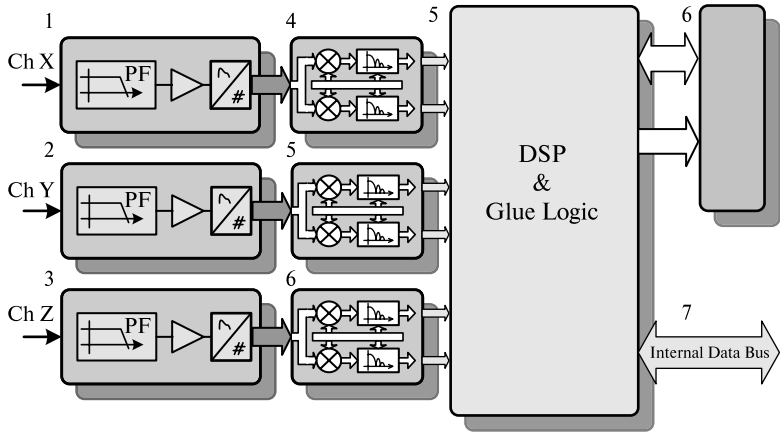 1
4
5
6
Ch X
PF
#
2
5
Ch Y
PF
#
DSP
&
Glue Logic
3
6
Ch Z
PF
#
7
Internal Data Bus